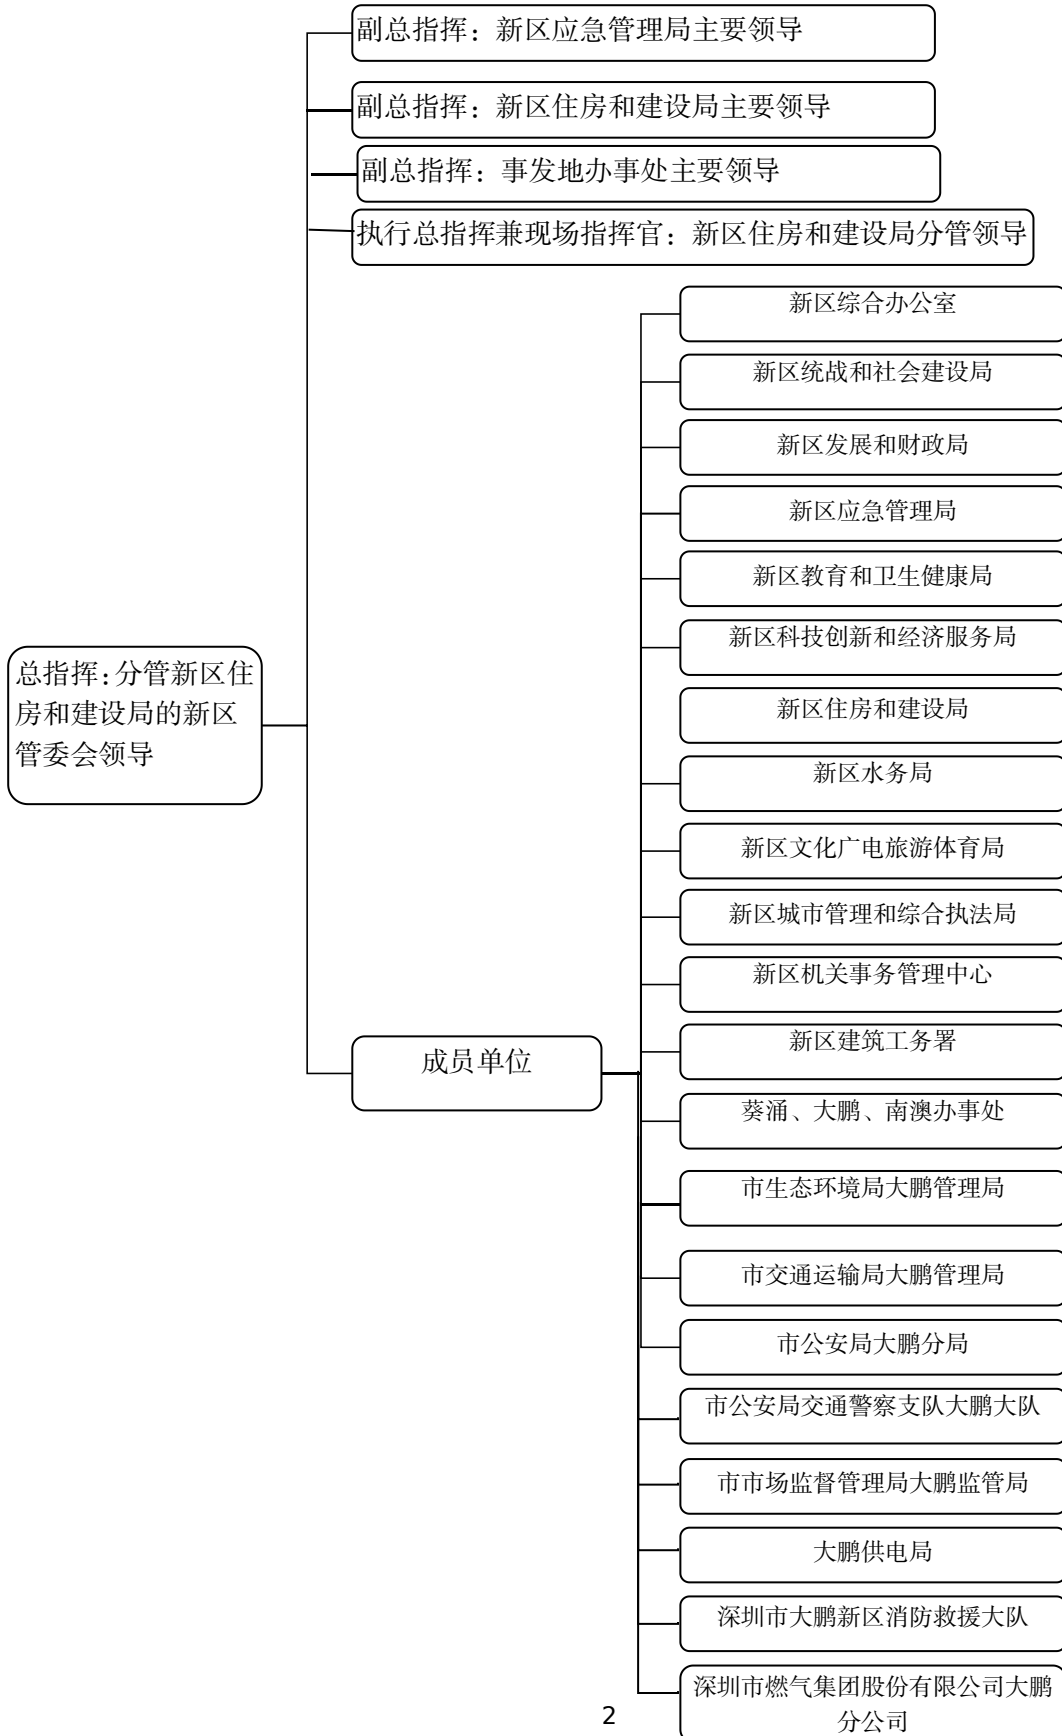 副总指挥：新区应急管理局主要领导
副总指挥：新区住房和建设局主要领导
副总指挥：事发地办事处主要领导
执行总指挥兼现场指挥官：新区住房和建设局分管领导
新区综合办公室
新区统战和社会建设局
新区发展和财政局
新区应急管理局
新区教育和卫生健康局
新区科技创新和经济服务局
总指挥：分管新区住
房和建设局的新区
管委会领导
新区住房和建设局
新区水务局
新区文化广电旅游体育局
新区城市管理和综合执法局
新区机关事务管理中心
新区建筑工务署
成员单位
葵涌、大鹏、南澳办事处
市生态环境局大鹏管理局
市交通运输局大鹏管理局
市公安局大鹏分局
市公安局交通警察支队大鹏大队
市市场监督管理局大鹏监管局
大鹏供电局
深圳市大鹏新区消防救援大队
深圳市燃气集团股份有限公司大鹏
分公司
2